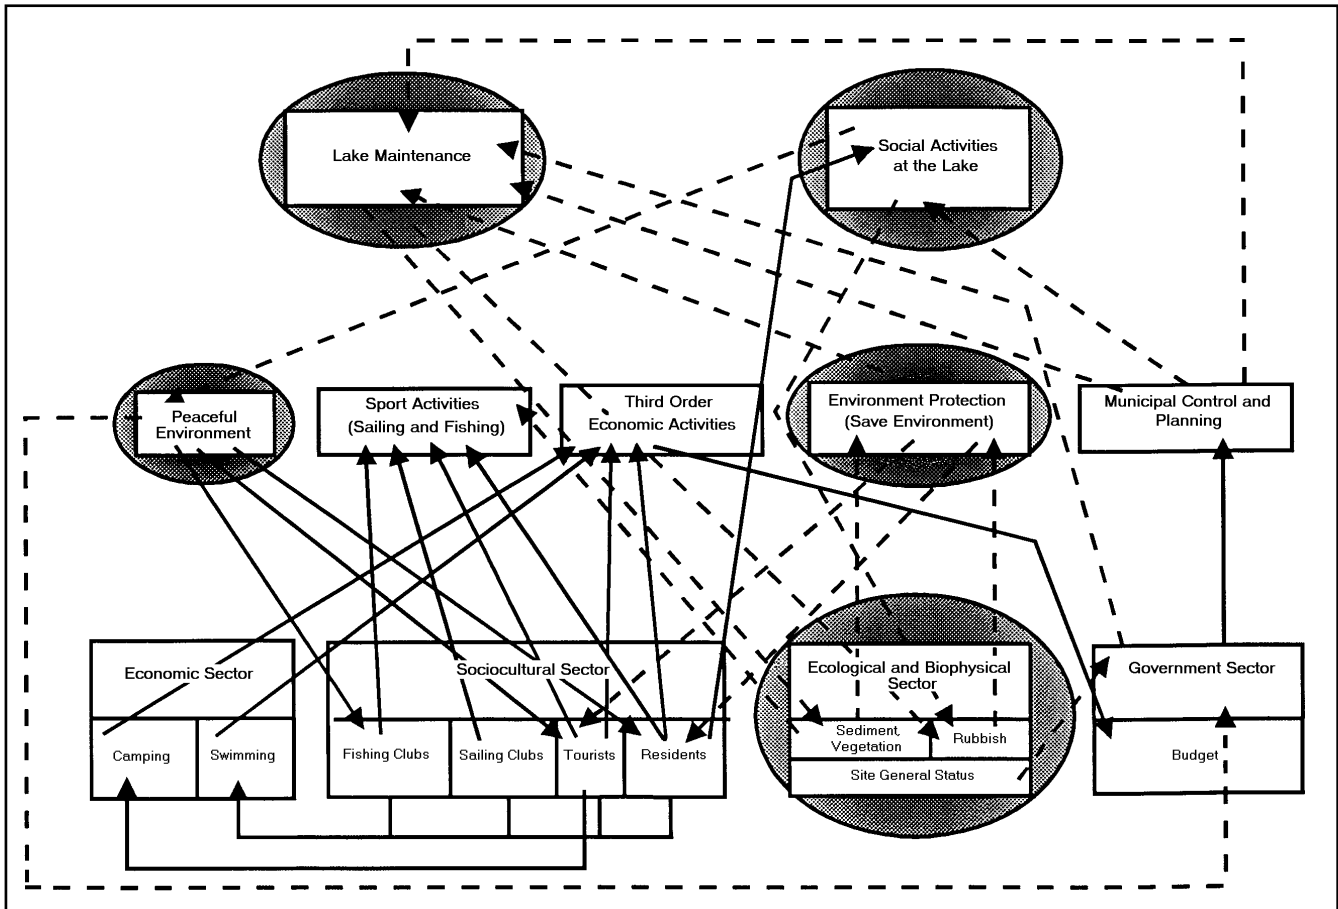 Lake Maintenance
Social Activities
at the Lake
Peaceful
Environment
Sport Activities
(Sailing and Fishing)
Third Order
Economic Activities
Environment Protection
(Save Environment)
Municipal Control and
Planning
Economic Sector
Sociocultural Sector
Ecological and Biophysical
Sector
Government Sector
Camping
Swimming
Fishing Clubs
Sailing Clubs
Tourists
Residents
Sediment,
Vegetation
Rubbish
Site General Status
Budget